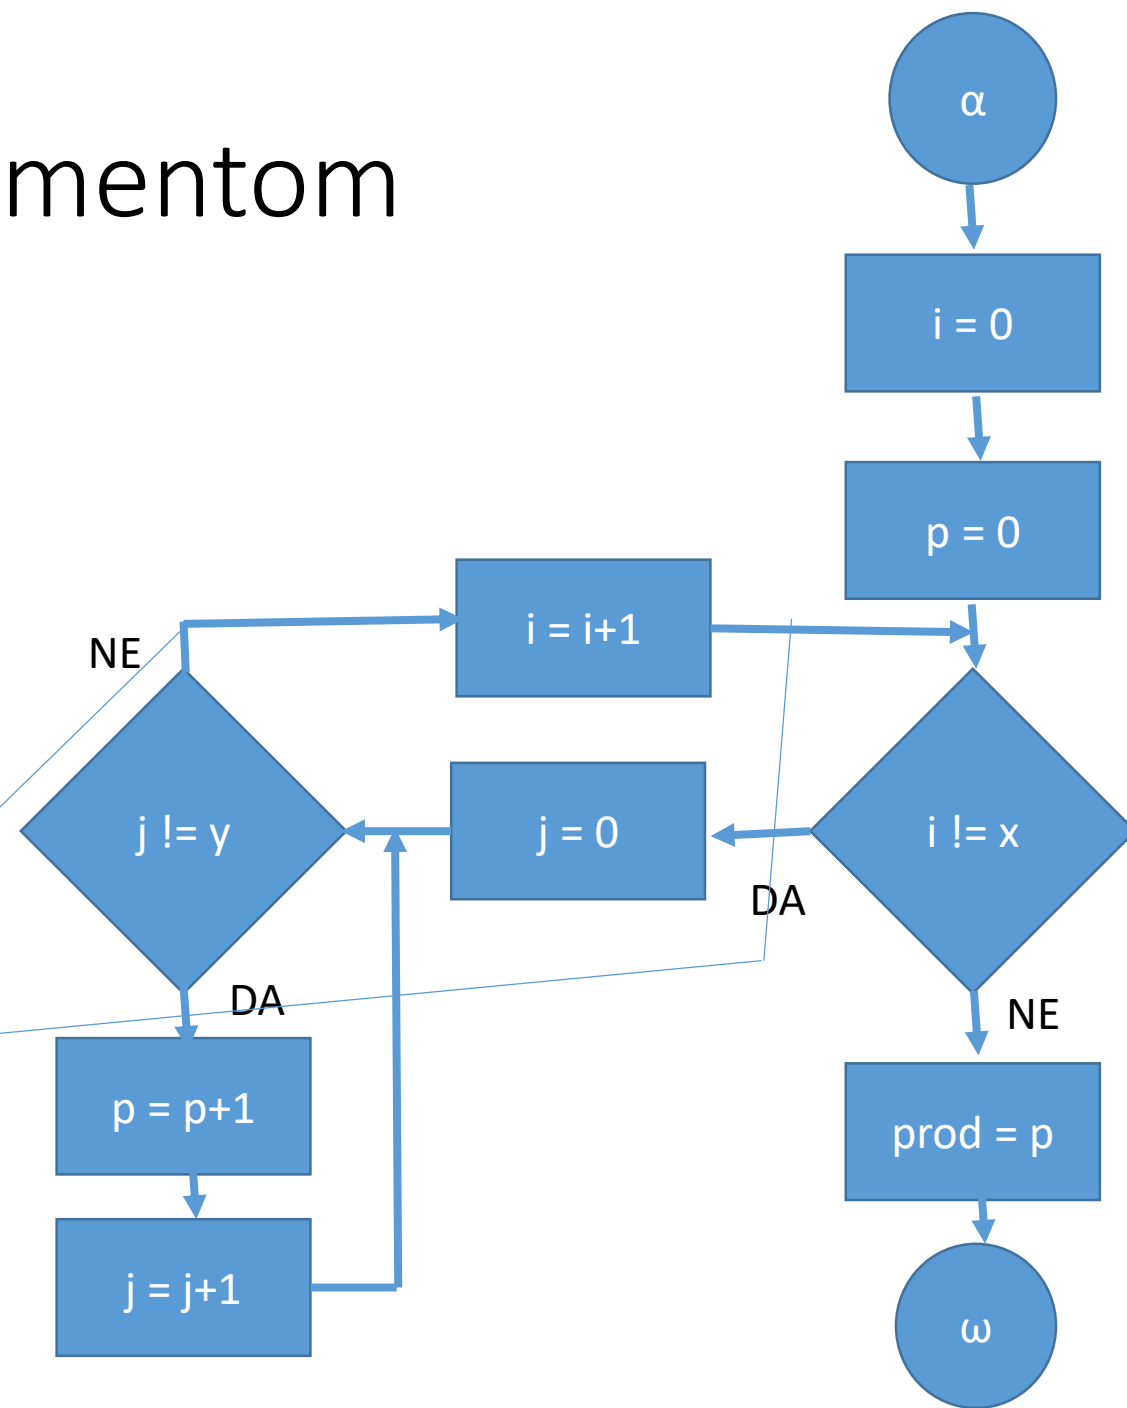 mentom
α
i = 0
p = 0
i = i+1
NE
j != y
j = 0
i != x
DA
DA
NE
p = p+1
prod = p
j = j+1
ω